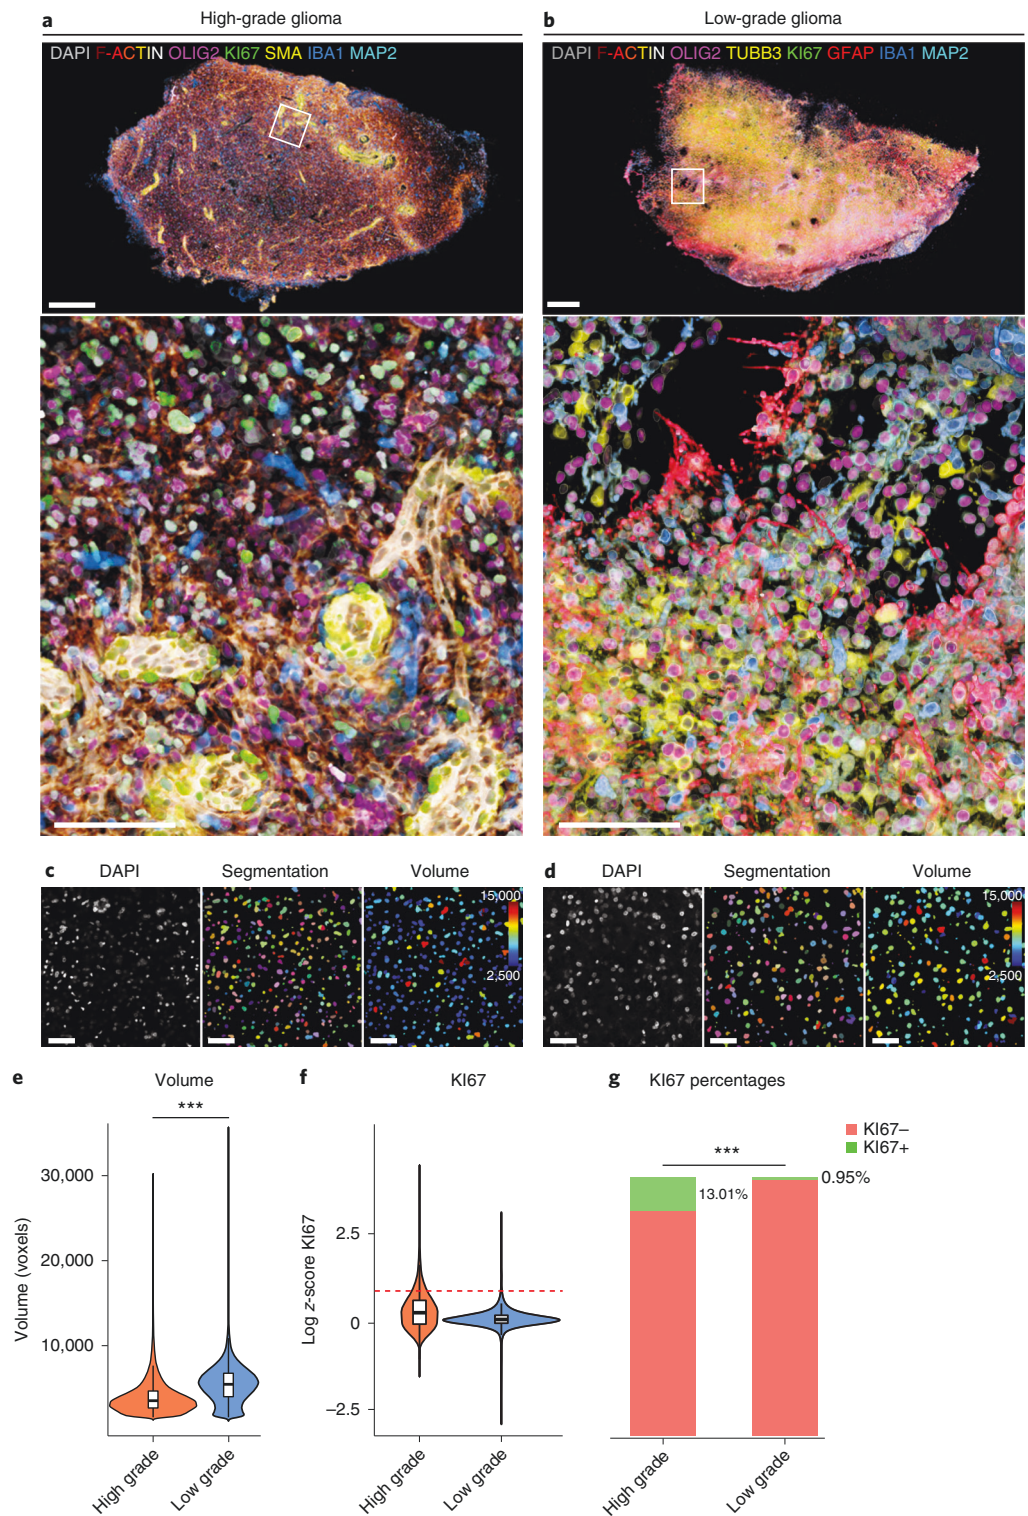 a
High-grade glioma
DAPI F-ACTIN OLIG2 KI67 SMA IBA1 MAP2
b
Low-grade glioma
DAPI F-ACTIN OLIG2 TUBB3 KI67 GFAP IBA1 MAP2
c
DAPI
Segmentation
Volume
15,000
2,500
d
DAPI
Segmentation
Volume
15,000
2,500
e
Volume
***
Volume (voxels)
30,000
20,000
10,000
High grade
Low grade
f
KI67
Log z-score KI67
2.5
0
–2.5
High grade
Low grade
g
KI67 percentages
KI67–
KI67+
***
13.01%
0.95%
High grade
Low grade